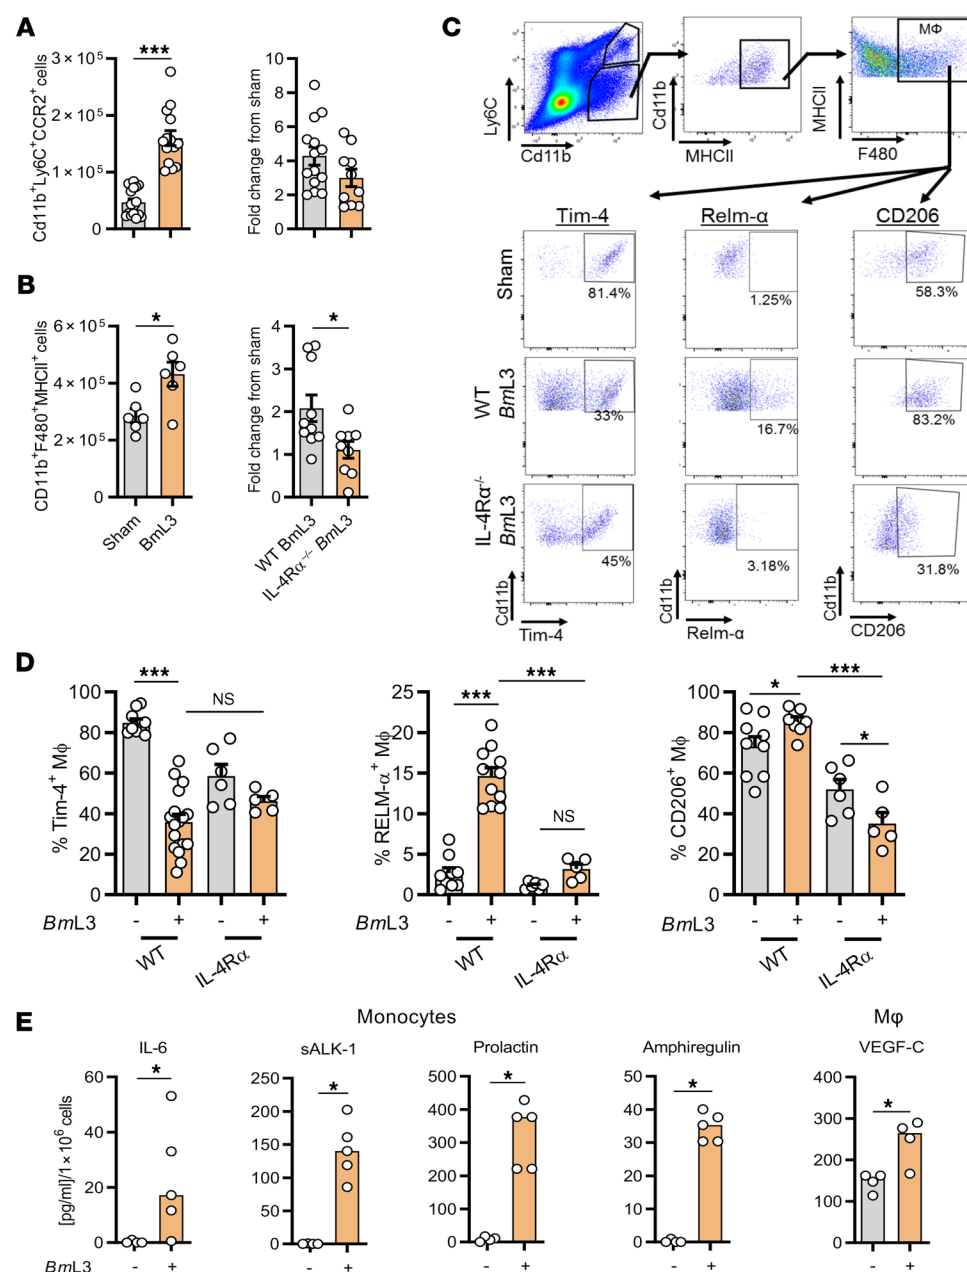 A
Cd11b+Ly6C+CCR2+ cells
3 × 10⁵
2 × 10⁵
1 × 10⁵
0
***
Fold change from sham
10
8
6
4
2
0
B
CD11b+F480+MHCII+ cells
6 × 10⁵
4 × 10⁵
2 × 10⁵
0
*
Sham
BmL3
Fold change from sham
4
3
2
1
0
*
WT BmL3
IL-4Rα-/- BmL3
C
Ly6C
Cd11b
Cd11b
MHCII
MHCII
F480
MΦ
Tim-4
Relm-α
CD206
Sham
81.4%
1.25%
58.3%
WT
BmL3
33%
16.7%
83.2%
IL-4Rα-/-
BmL3
45%
3.18%
31.8%
Cd11b
Tim-4
Cd11b
Relm-α
Cd11b
CD206
D
% Tim-4+ Mϕ
100
80
60
40
20
0
***
NS
BmL3
- + - +
WT
IL-4Rα
% RELM-α+ Mϕ
25
20
15
10
5
0
***
***
NS
BmL3
- + - +
WT
IL-4Rα
% CD206+ Mϕ
100
80
60
40
20
0
*
***
*
BmL3
- + - +
WT
IL-4Rα
E
Monocytes
Mφ
[pg/ml]/1 × 10⁶ cells
IL-6
60
40
20
0
*
BmL3
- +
sALK-1
250
200
150
100
50
0
*
- +
Prolactin
500
400
300
200
100
0
*
- +
Amphiregulin
50
40
30
20
10
0
*
- +
VEGF-C
400
300
200
100
0
*
- +